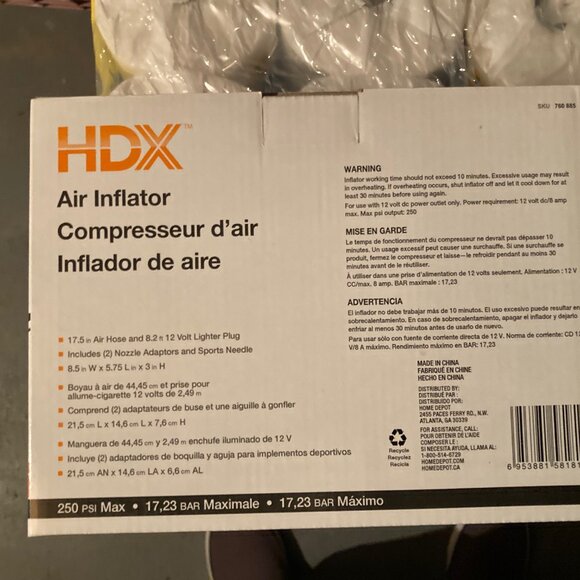 HDX™
SKU 760 885
Air Inflator
Compresseur d'air
Inflador de aire
17.5 in Air Hose and 8.2 ft 12 Volt Lighter Plug
Includes (2) Nozzle Adaptors and Sports Needle
8.5 in W x 5.75 L in x 3 in H
Boyau à air de 44,45 cm et prise pour
allume-cigarette 12 volts de 2,49 m
Comprend (2) adaptateurs de buse et une aiguille à gonfler
21,5 cm L x 14,6 cm L x 7,6 cm H
Manguera de 44,45 cm y 2,49 m enchufe iluminado de 12 V
Incluye (2) adaptadores de boquilla y aguja para implementos deportivos
21,5 cm AN x 14,6 cm LA x 6,6 cm AL
WARNING
Inflator working time should not exceed 10 minutes. Excessive usage may result
in overheating. If overheating occurs, shut inflator off and let it cool down for at
least 30 minutes before using again.
For use with 12 volt dc power outlet only. Power requirement: 12 volt dc/8 amp
max. Max psi output: 250
MISE EN GARDE
Le temps de fonctionnement du compresseur ne devrait pas dépasser 10
minutes. Un usage excessif peut causer une surchauffe. Si une surchauffe se
produit, fermez le compresseur et laisse—le refroidir pendant au moins 30
minutes avant de le réutiliser.
À utiliser dans une prise d'alimentation de 12 volts seulement. Alimentation : 12 V
CC/max. 8 amp. BAR maximale : 17,23
ADVERTENCIA
El inflador no debe trabajar más de 10 minutos. El uso excesivo puede resultar en
sobrecalentamiento. En caso de sobrecalentamiento, apagar el inflador y dejarlo
enfriar al menos 30 minutos antes de usarlo de nuevo.
Para usar sólo con fuente de corriente directa de 12 V. Norma de corriente: CD 12
V/8 A máximo. Rendimiento máximo en BAR: 17,23
MADE IN CHINA
FABRIQUÉ EN CHINE
HECHO EN CHINA
DISTRIBUTED BY:
DISTRIBUÉ PAR :
DISTRIBUIDO POR:
HOME DEPOT
2455 PACES FERRY RD., N.W.
ATLANTA, GA 30339
FOR ASSISTANCE, CALL:
POUR OBTENIR DE L'AIDE
COMPOSER LE :
SI NECESITA AYUDA, LLAMA AL:
1-800-514-6729
HOMEDEPOT.CA
Recycle
Recyclez
Recicla
6 953881 58181
250 PSI Max • 17,23 BAR Maximale • 17,23 BAR Máximo